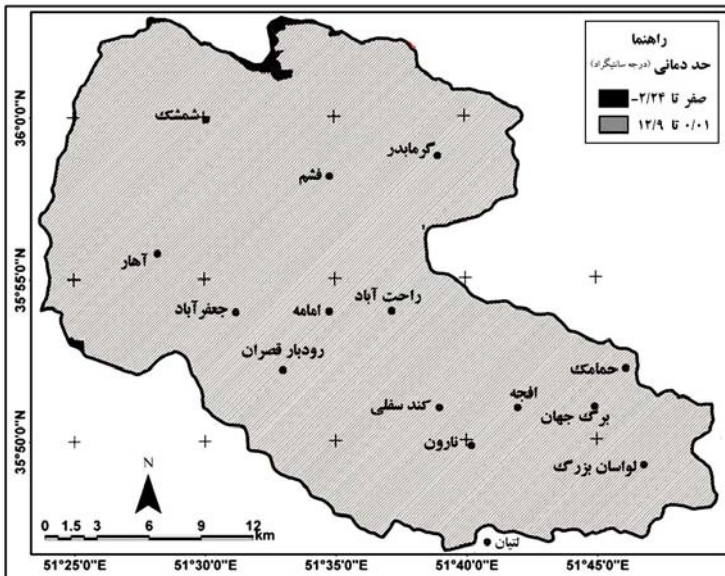 راهنما
حد دمائی (درجه سانتیگراد)
صفر تا ۲/۲۴-
۰/۰۱ تا ۱۲/۹
36°0'0"N
شمشک
گرمابدر
فشم
آهار
35°55'0"N
راحت آباد
امامه
جعفرآباد
رودبار قصران
حمامک
افجه
برگ جهان
کند سفلی
35°50'0"N
نارون
لواسان بزرگ
N
لتیان
0 1.5 3 6 9 12
km
51°25'0"E 51°30'0"E 51°35'0"E 51°40'0"E 51°45'0"E